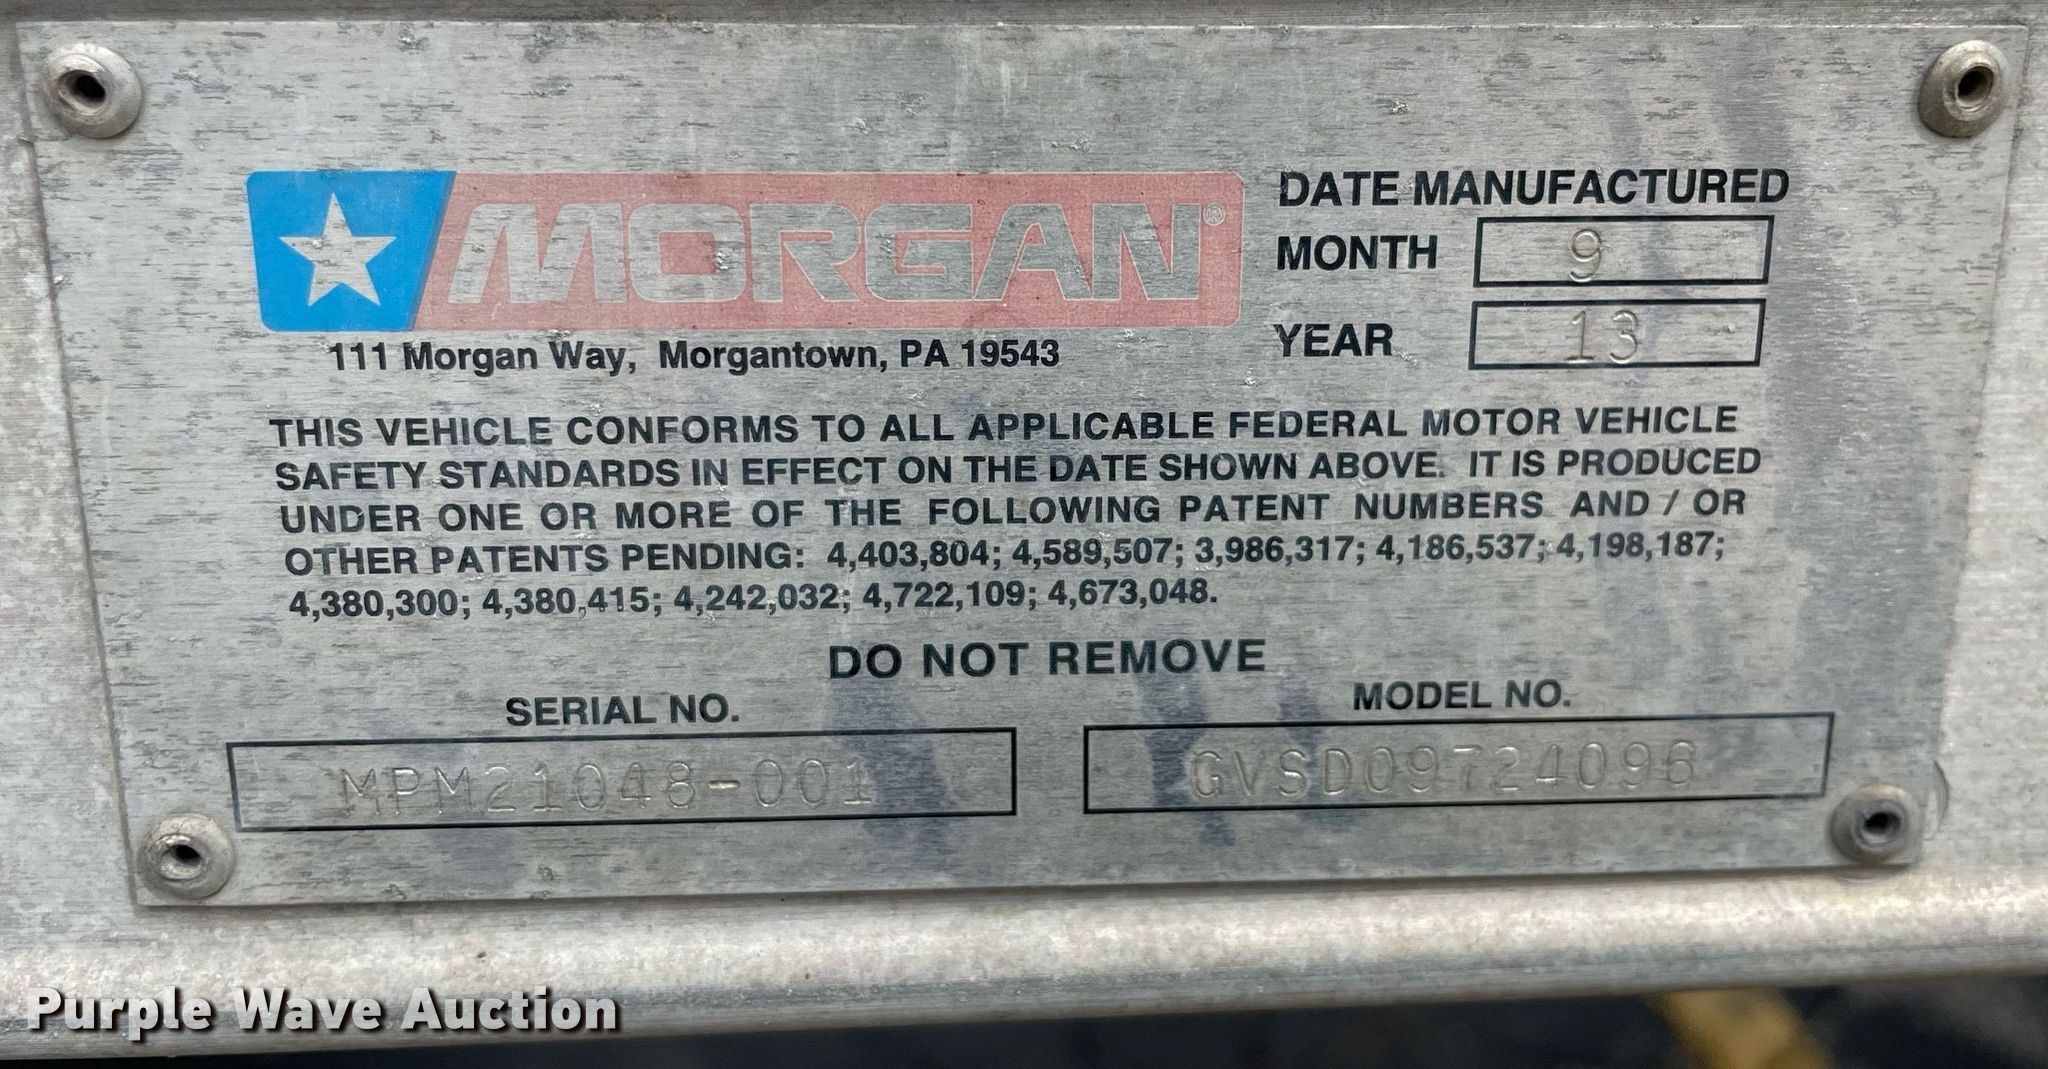 MORGAN®
111 Morgan Way, Morgantown, PA 19543
DATE MANUFACTURED
MONTH 9
YEAR 13
THIS VEHICLE CONFORMS TO ALL APPLICABLE FEDERAL MOTOR VEHICLE
SAFETY STANDARDS IN EFFECT ON THE DATE SHOWN ABOVE. IT IS PRODUCED
UNDER ONE OR MORE OF THE FOLLOWING PATENT NUMBERS AND / OR
OTHER PATENTS PENDING: 4,403,804; 4,589,507; 3,986,317; 4,186,537; 4,198,187;
4,380,300; 4,380,415; 4,242,032; 4,722,109; 4,673,048.
DO NOT REMOVE
SERIAL NO.
MPM21048-001
MODEL NO.
GVSD09724096
Purple Wave Auction